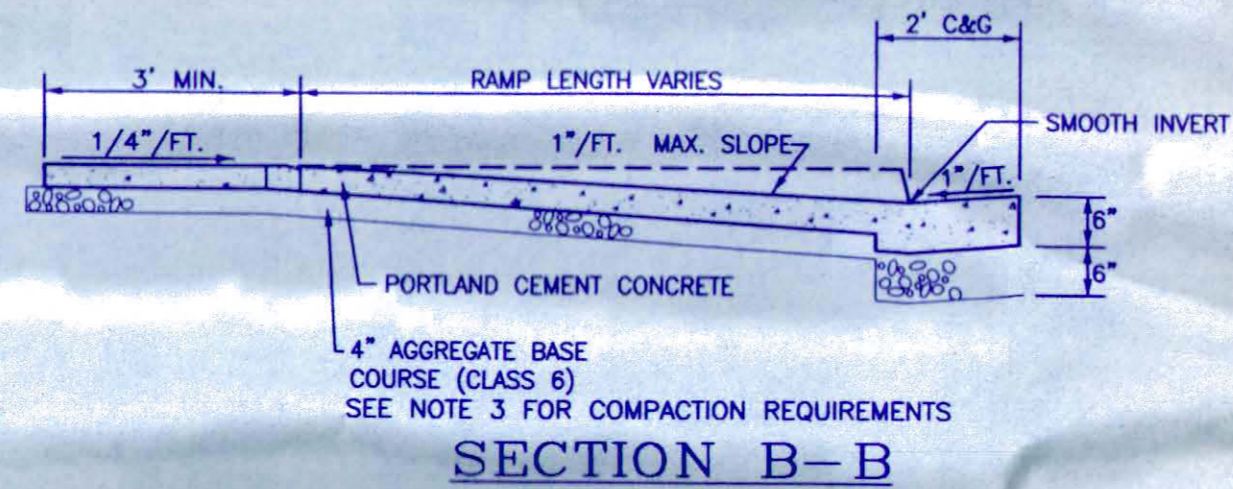 2' C&G
3' MIN.
RAMP LENGTH VARIES
SMOOTH INVERT
1/4"/FT.
1"/FT. MAX. SLOPE
1"/FT.
6"
6"
PORTLAND CEMENT CONCRETE
4" AGGREGATE BASE
COURSE (CLASS 6)
SEE NOTE 3 FOR COMPACTION REQUIREMENTS
SECTION B-B